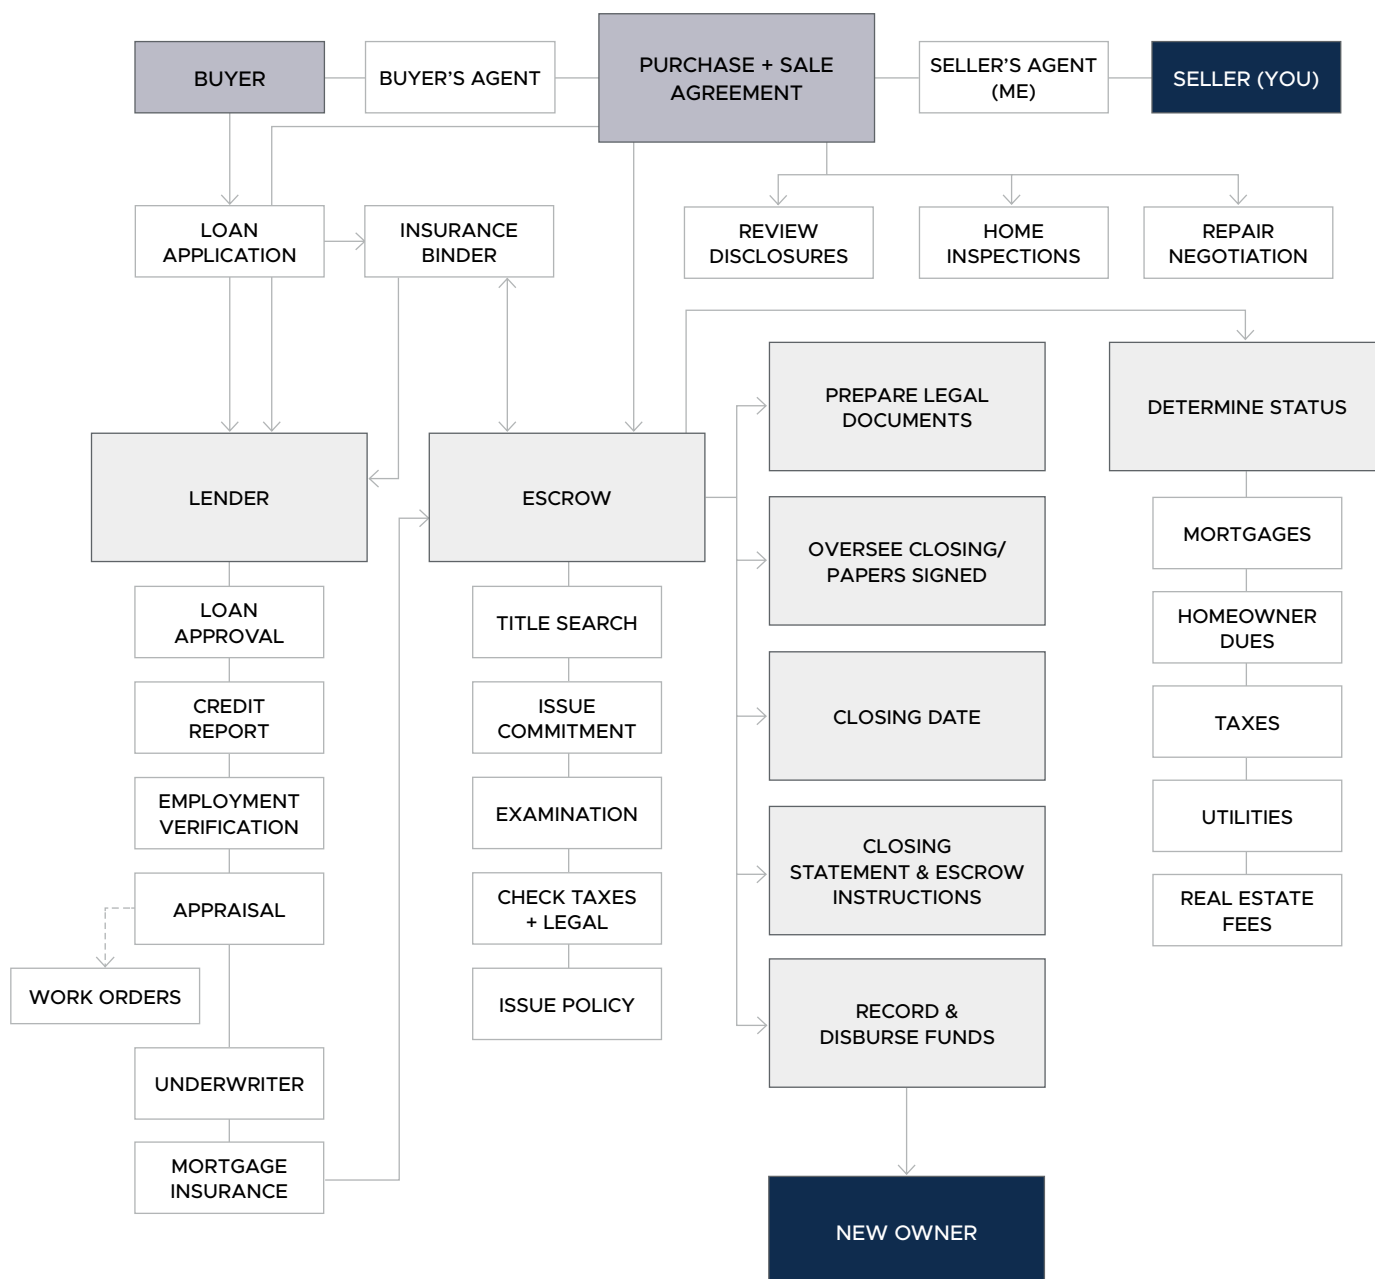 BUYER
BUYER'S AGENT
PURCHASE + SALE
AGREEMENT
SELLER'S AGENT
(ME)
SELLER (YOU)
LOAN
APPLICATION
INSURANCE
BINDER
REVIEW
DISCLOSURES
HOME
INSPECTIONS
REPAIR
NEGOTIATION
LENDER
ESCROW
PREPARE LEGAL
DOCUMENTS
DETERMINE STATUS
LOAN
APPROVAL
CREDIT
REPORT
EMPLOYMENT
VERIFICATION
APPRAISAL
WORK ORDERS
UNDERWRITER
MORTGAGE
INSURANCE
TITLE SEARCH
ISSUE
COMMITMENT
EXAMINATION
CHECK TAXES
+ LEGAL
ISSUE POLICY
OVERSEE CLOSING/
PAPERS SIGNED
CLOSING DATE
CLOSING
STATEMENT & ESCROW
INSTRUCTIONS
RECORD &
DISBURSE FUNDS
NEW OWNER
MORTGAGES
HOMEOWNER
DUES
TAXES
UTILITIES
REAL ESTATE
FEES